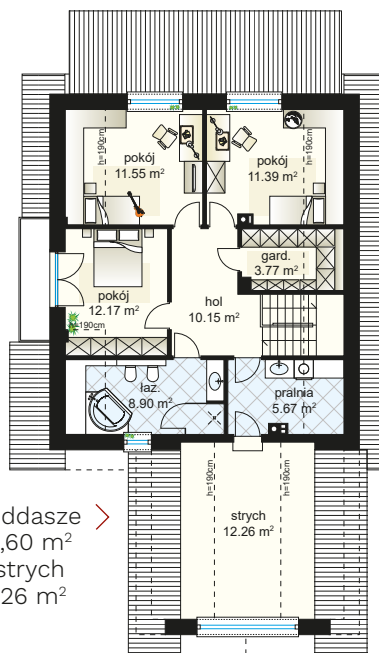 h=190cm
pokój
11.55 m²
pokój
11.39 m²
h=190cm
gard.
3.77 m²
pokój
12.17 m²
h=190cm
hol
10.15 m²
łaz.
8.90 m²
pralnia
5.67 m²
h=190cm
h=190cm
strych
12.26 m²
ddasze
,60 m²
strych
26 m²